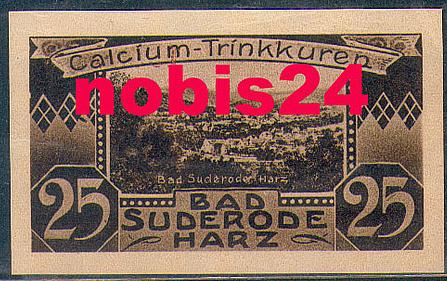 Calcium-Trinkkuren
nobis24
Bad Suderode, Harz
25
BAD
SUDERODE
HARZ
25